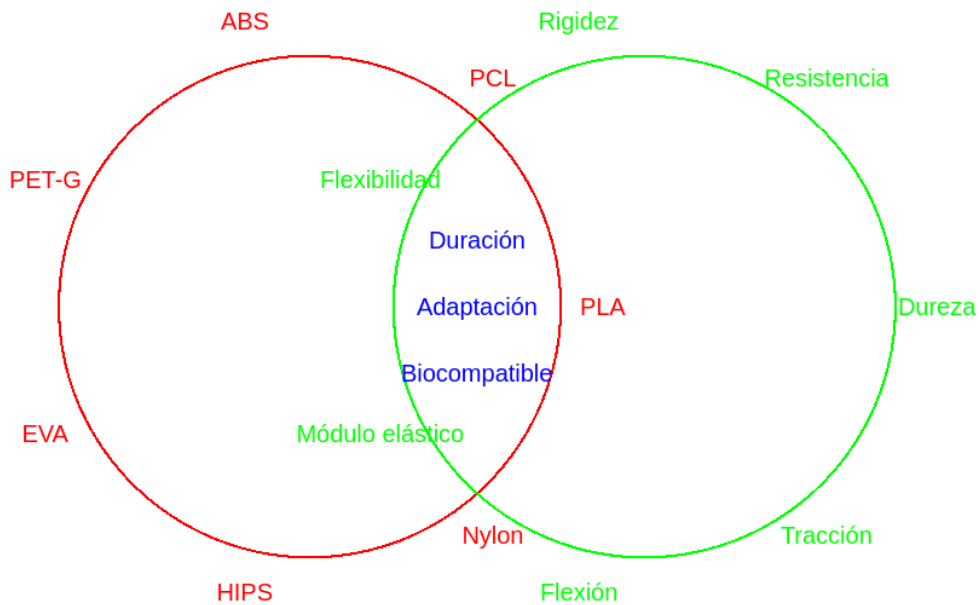 ABS
Rigidez
PCL
Resistencia
PET-G
Flexibilidad
Duración
Adaptación
PLA
Dureza
Biocompatible
EVA
Módulo elástico
Nylon
Tracción
HIPS
Flexión